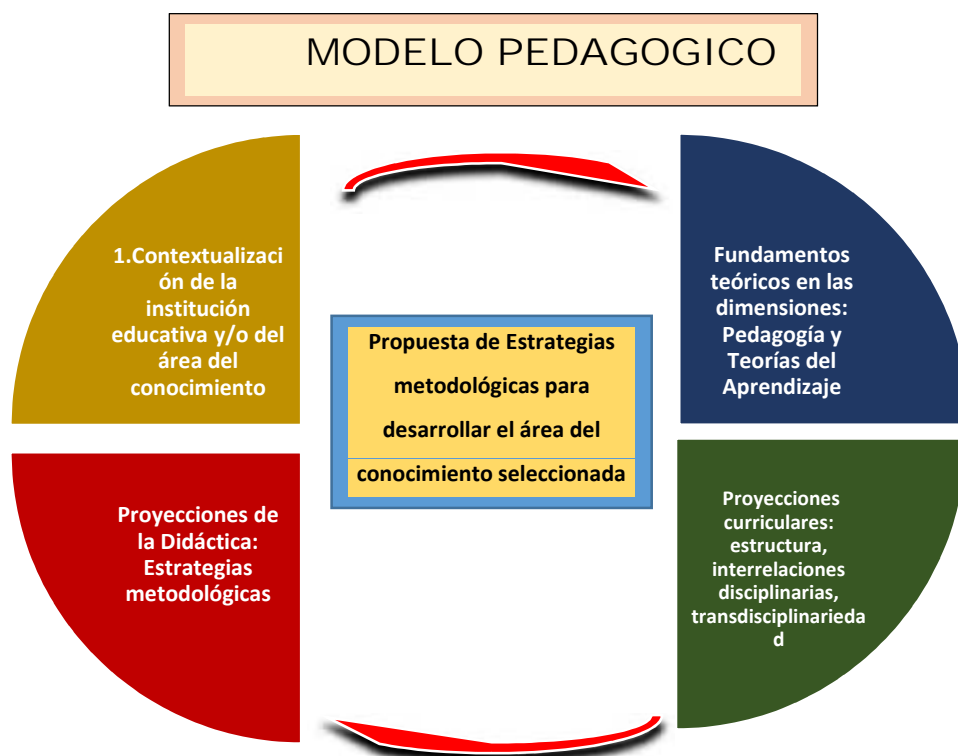 MODELO PEDAGOGICO
1.Contextualizaci
ón de la
institución
educativa y/o del
área del
conocimiento
Fundamentos
teóricos en las
dimensiones:
Pedagogía y
Teorías del
Aprendizaje
Propuesta de Estrategias
metodológicas para
desarrollar el área del
conocimiento seleccionada
Proyecciones de
la Didáctica:
Estrategias
metodológicas
Proyecciones
curriculares:
estructura,
interrelaciones
disciplinarias,
transdisciplinarieda
d